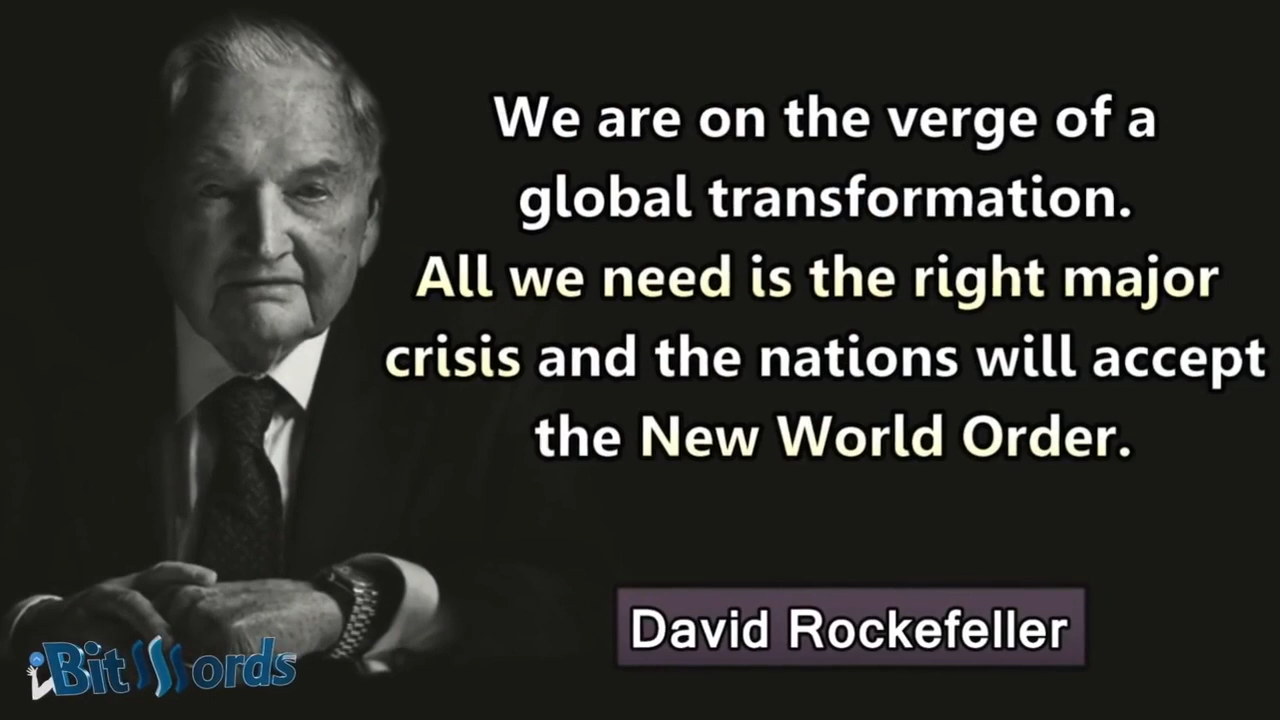 We are on the verge of a
global transformation.
All we need is the right major
crisis and the nations will accept
the New World Order.
David Rockefeller
BitWords